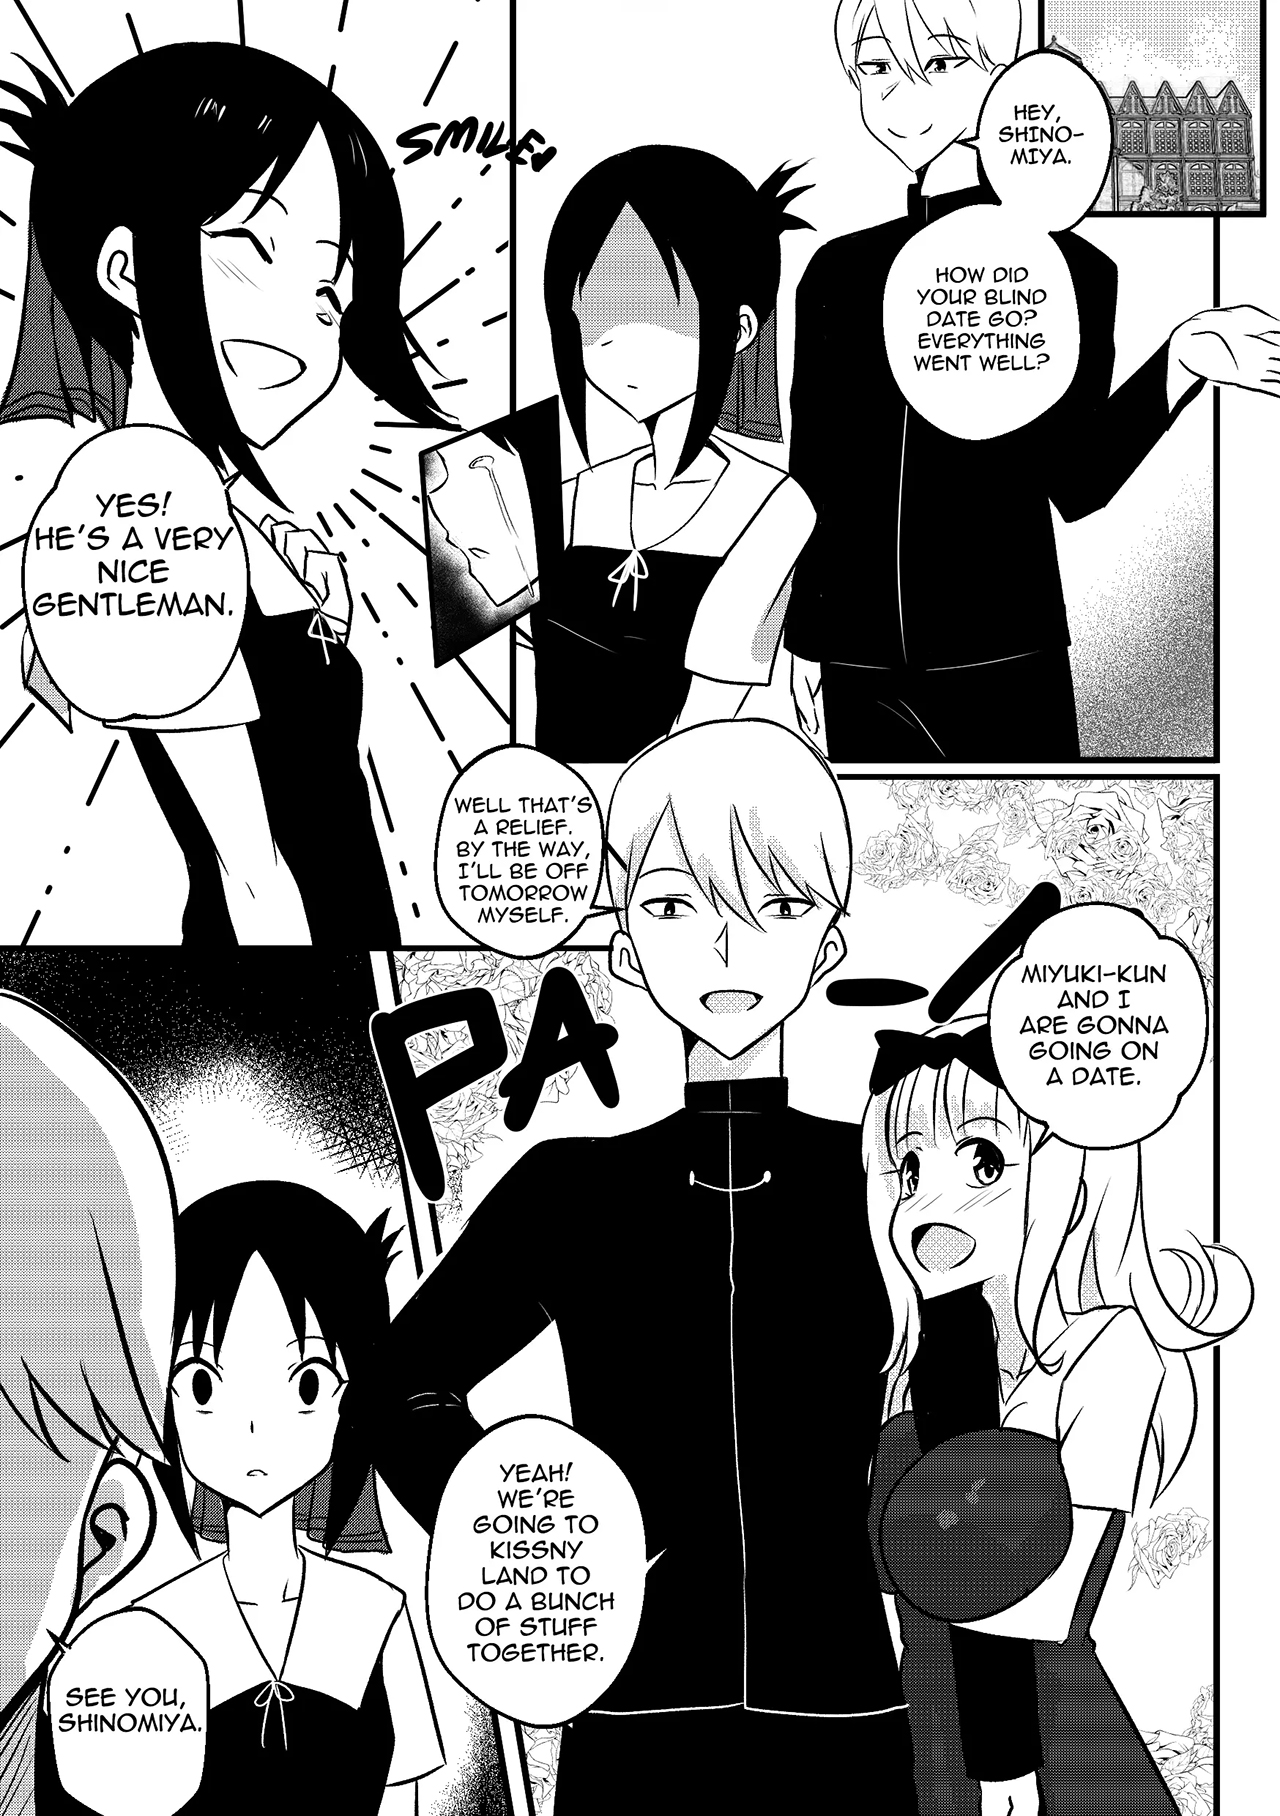 HEY,
SHINO-
MIYA.
HOW DID
YOUR BLIND
DATE GO?
EVERYTHING
WENT WELL?
SMILE
YES!
HE'S A VERY
NICE
GENTLEMAN.
WELL THAT'S
A RELIEF.
BY THE WAY,
I'LL BE OFF
TOMORROW
MYSELF.
MIYUKI-KUN
AND I
ARE GONNA
GOING ON
A DATE.
PA—
YEAH!
WE'RE
GOING TO
KISSNY
LAND TO
DO A BUNCH
OF STUFF
TOGETHER.
SEE YOU,
SHINOMIYA.